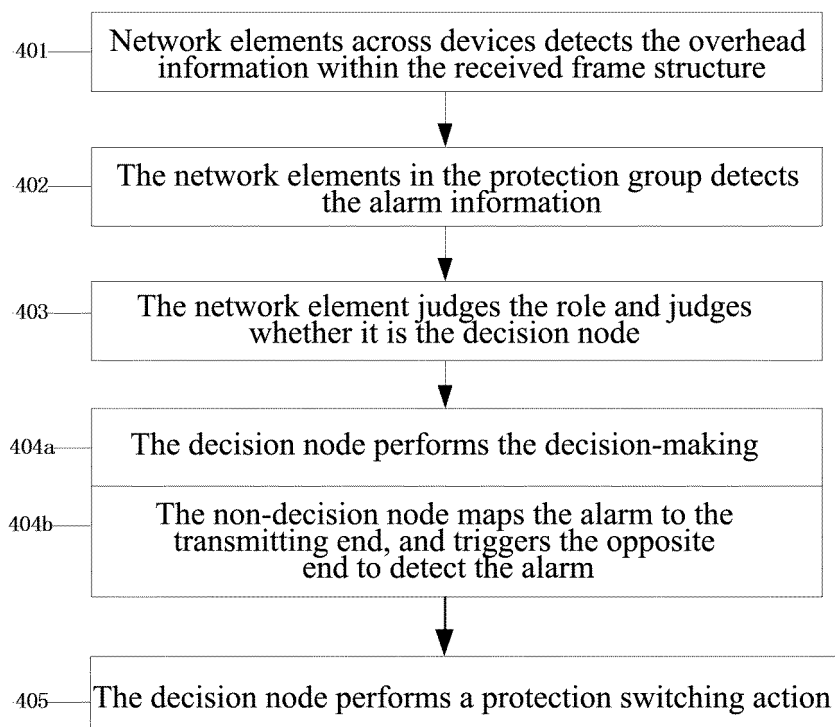 401
Network elements across devices detects the overhead
information within the received frame structure
402
The network elements in the protection group detects
the alarm information
403
The network element judges the role and judges
whether it is the decision node
404a
The decision node performs the decision-making
404b
The non-decision node maps the alarm to the
transmitting end, and triggers the opposite
end to detect the alarm
405
The decision node performs a protection switching action